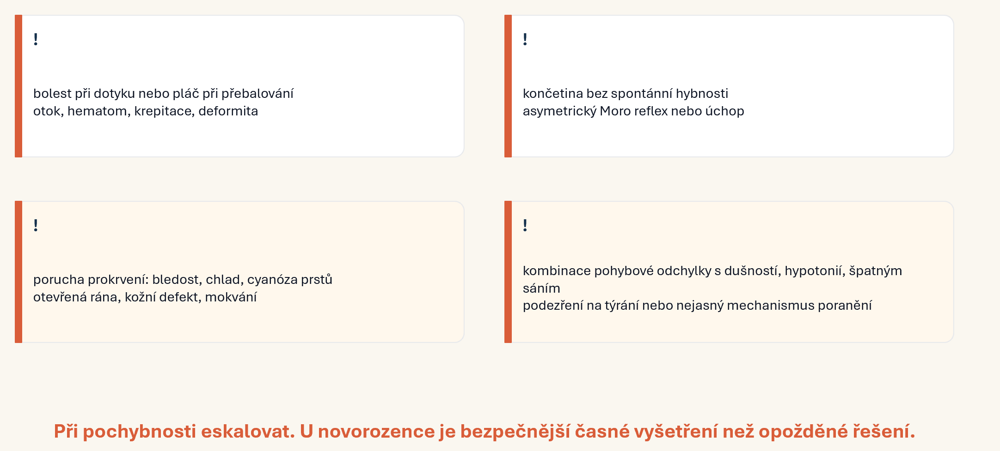 !
bolest při dotyku nebo pláč při přebalování
otok, hematom, krepitace, deformita
!
končetina bez spontánní hybnosti
asymetrický Moro reflex nebo úchop
!
porucha prokrvení: bledost, chlad, cyanóza prstů
otevřená rána, kožní defekt, mokvání
!
kombinace pohybové odchylky s dušností, hypotonií, špatným
sáním
podezření na týrání nebo nejasný mechanismus poranění
Při pochybnosti eskalovat. U novorozence je bezpečnější časné vyšetření než opožděné řešení.